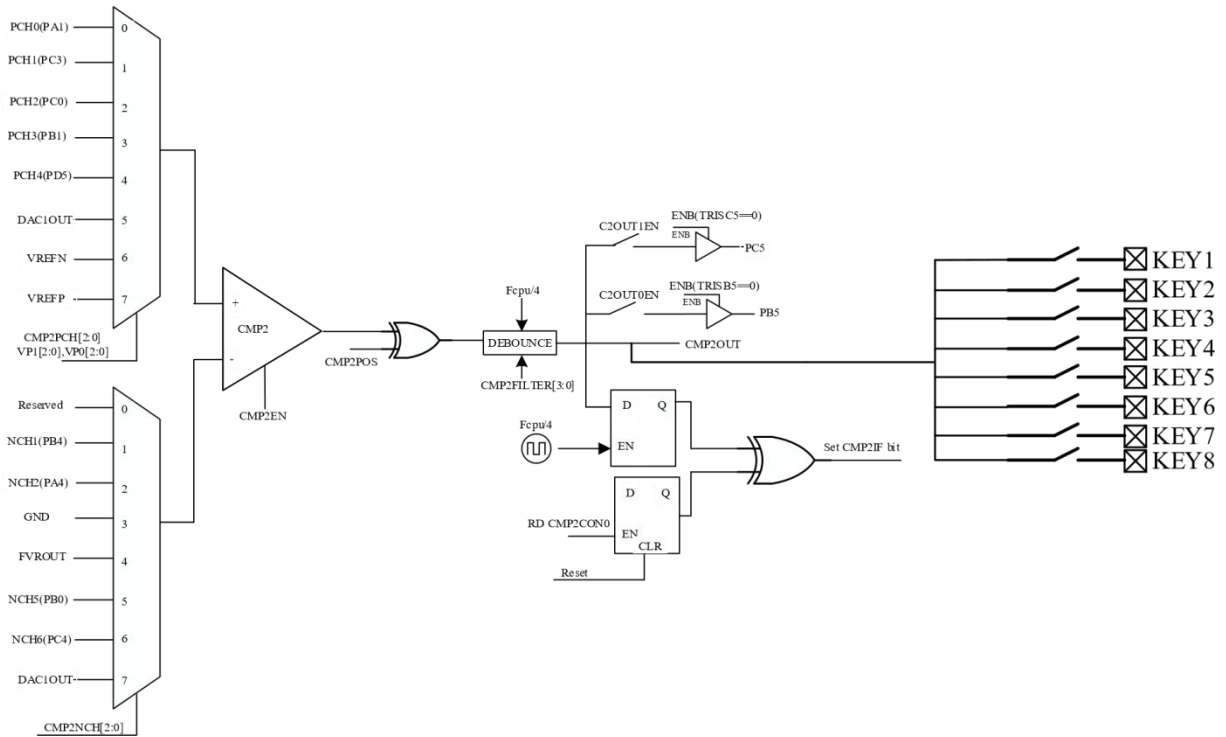 PCH0(PA1)
0
PCH1(PC3)
1
PCH2(PC0)
2
PCH3(PB1)
3
PCH4(PD5)
4
DAC1OUT
5
VREFN
6
VREFP
7
CMP2PCH[2:0]
VP1[2:0],VP0[2:0]
+
CMP2
-
CMP2EN
Reserved
0
NCH1(PB4)
1
NCH2(PA4)
2
GND
3
FVROUT
4
NCH5(PB0)
5
NCH6(PC4)
6
DAC1OUT
7
CMP2NCH[2:0]
CMP2POS
Fcpu/4
DEBOUNCE
CMP2FILTER[3:0]
ENB(TRISC5==0)
C2OUT1EN
ENB
PC5
ENB(TRISB5==0)
C2OUT0EN
ENB
PB5
CMP2OUT
D
Q
Fcpu/4
EN
D
Q
RD CMP2CON0
EN
CLR
Reset
Set CMP2IF bit
KEY1
KEY2
KEY3
KEY4
KEY5
KEY6
KEY7
KEY8